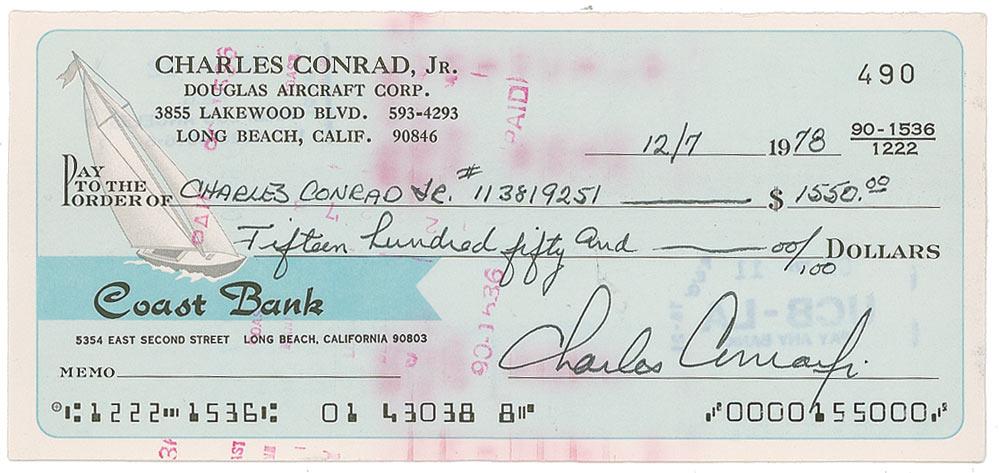 CHARLES CONRAD, JR.
DOUGLAS AIRCRAFT CORP.
3855 LAKEWOOD BLVD. 593-4293
LONG BEACH, CALIF. 90846
490
12/7 1978
90-1536
1222
PAY TO THE ORDER OF CHARLES CONRAD JR. # 113819251 $ 1550.00
Fifteen hundred fifty and 00/100 DOLLARS
Coast Bank
5354 EAST SECOND STREET LONG BEACH, CALIFORNIA 90803
MEMO
Charles Conrad Jr.
⑆1222⑉1536⑆ 01 43038 8⑈ ⑇0000155000⑇
PAID
90-1536